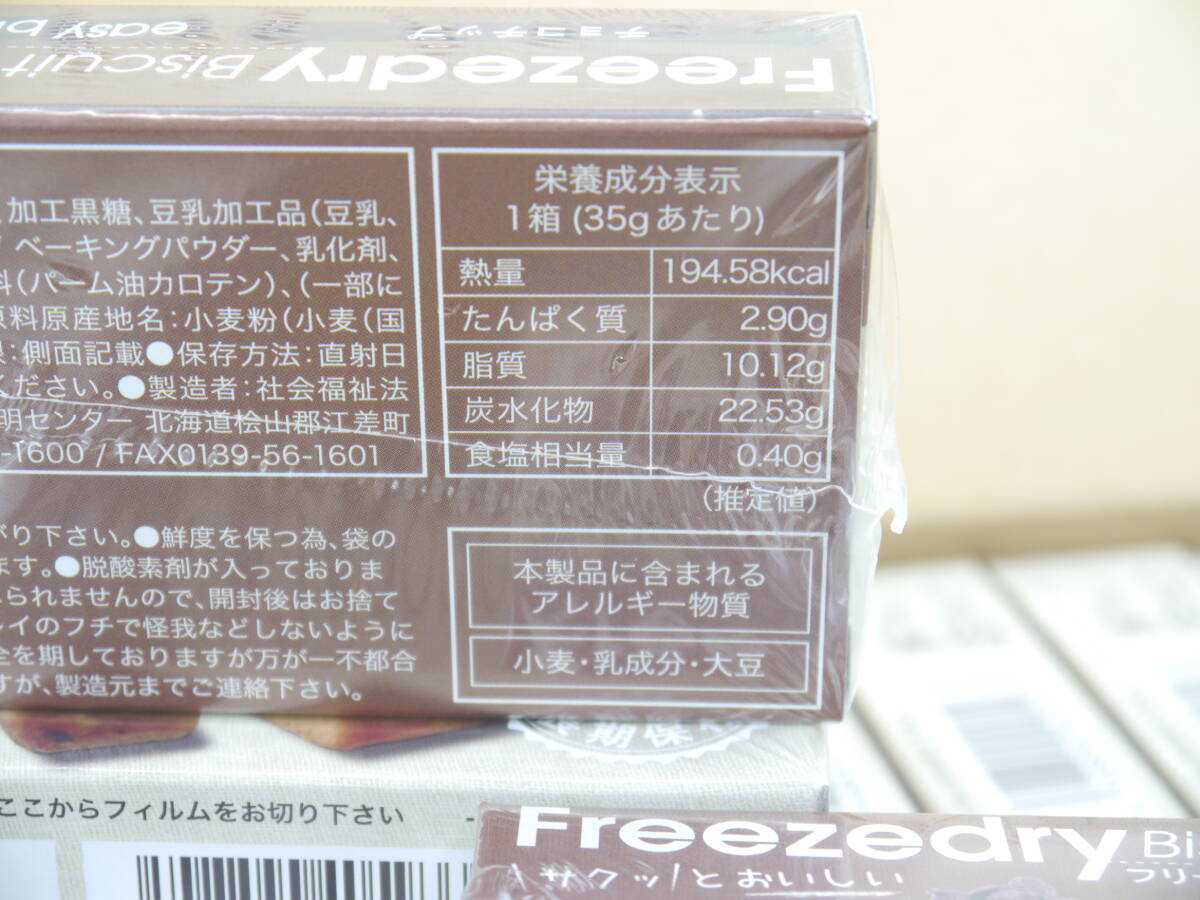 easy b
チョコチップ
Freezedry Biscuit
加工黒糖、豆乳加工品(豆乳、
ベーキングパウダー、乳化剤、
料(パーム油カロテン)、(一部に
原料原産地名:小麦粉(小麦(国
限:側面記載●保存方法:直射日
ください。●製造者:社会福祉法
明センター 北海道桧山郡江差町
-1600 / FAX0139-56-1601
栄養成分表示
1箱 (35gあたり)
熱量 194.58kcal
たんぱく質 2.90g
脂質 10.12g
炭水化物 22.53g
食塩相当量 0.40g
(推定値)
がり下さい。●鮮度を保つ為、袋の
ます。●脱酸素剤が入っておりま
られませんので、開封後はお捨て
レイのフチで怪我などしないように
全を期しておりますが万が一不都合
すが、製造元までご連絡下さい。
本製品に含まれる
アレルギー物質
小麦・乳成分・大豆
期保
ここからフィルムをお切り下さい
Freezedry Bis
サクッとおいしい
フリー